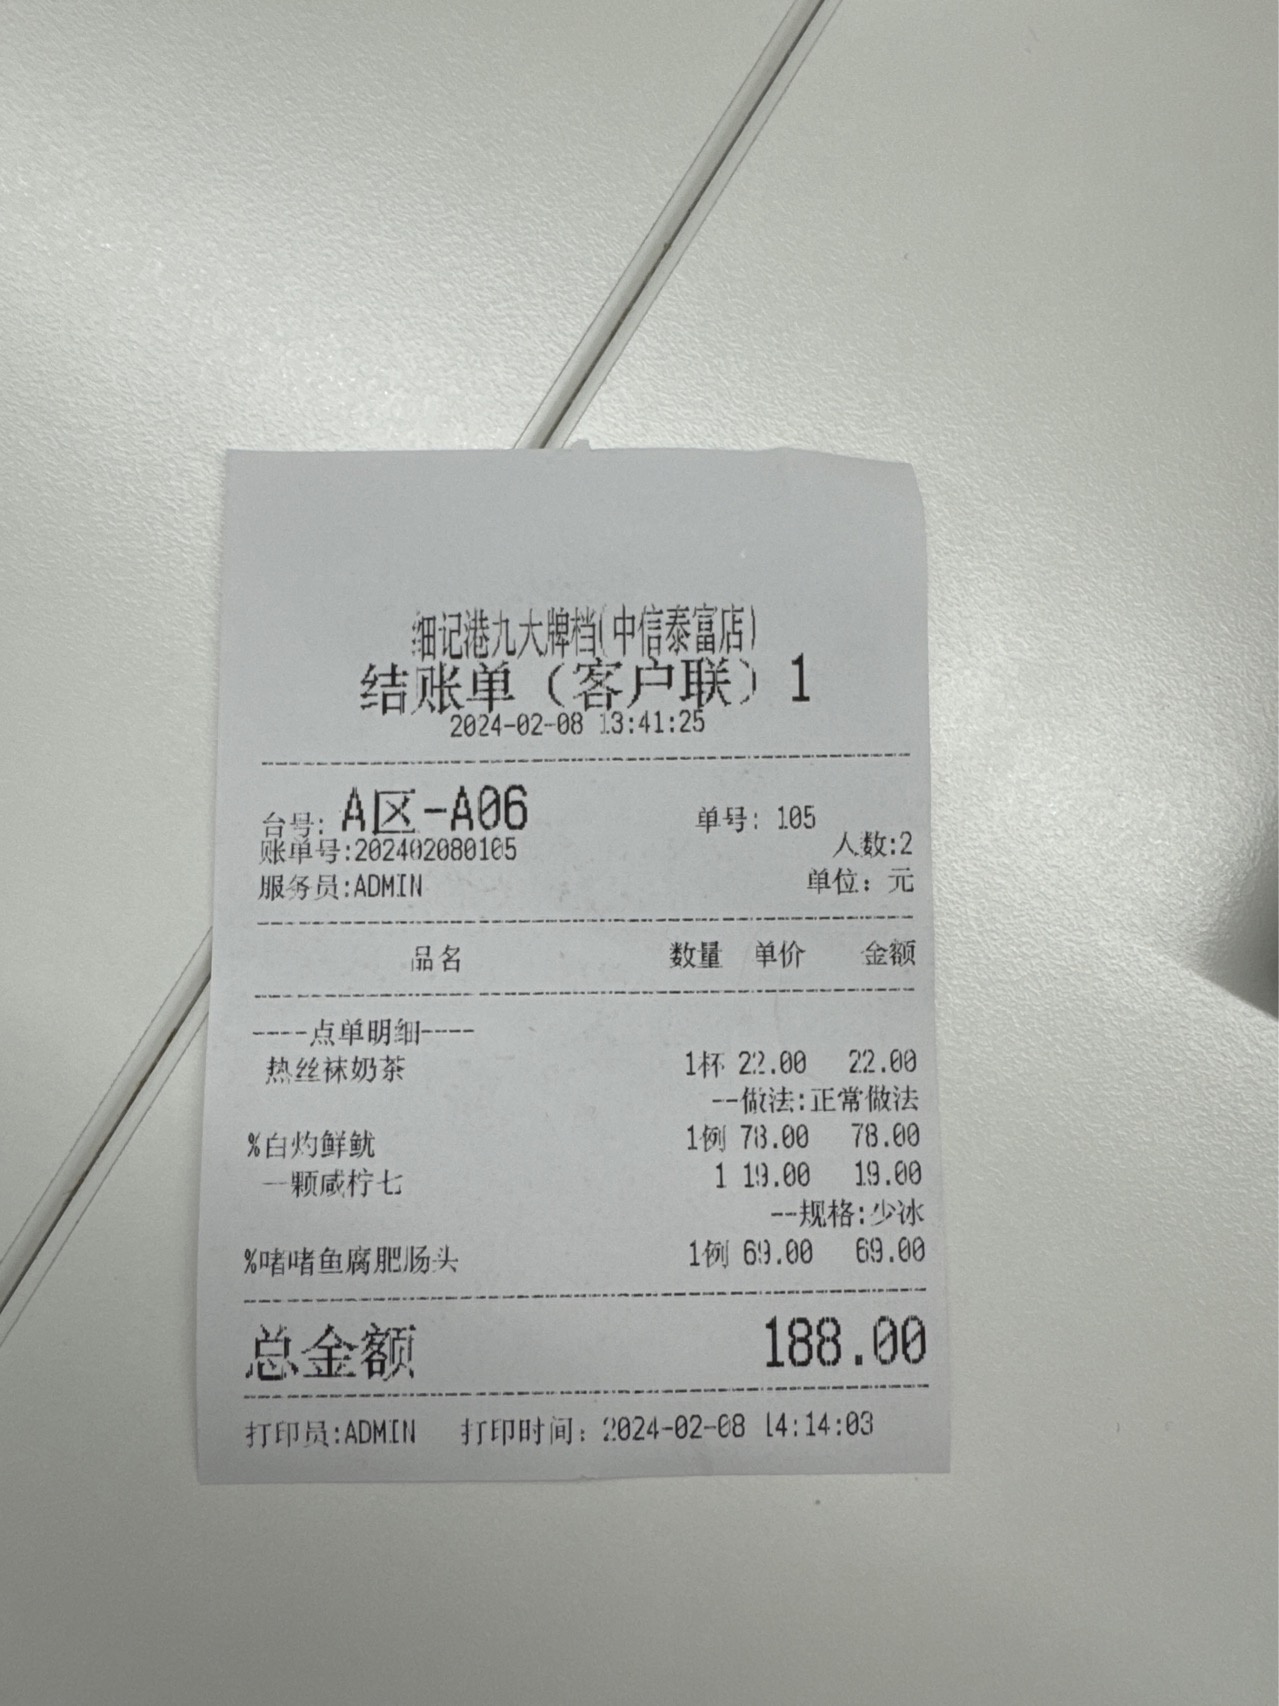 细记港九大牌档(中信泰富店)
结账单（客户联）1
2024-02-08 13:41:25
台号: A区-A06 单号: 105
账单号:202402080105 人数:2
服务员:ADMIN 单位：元
品名 数量 单价 金额
----点单明细----
热丝袜奶茶 1杯 22.00 22.00
--做法:正常做法
%白灼鲜鱿 1例 78.00 78.00
一颗咸柠七 1 19.00 19.00
--规格:少冰
%啫啫鱼腐肥肠头 1例 69.00 69.00
总金额 188.00
打印员:ADMIN 打印时间：2024-02-08 14:14:03